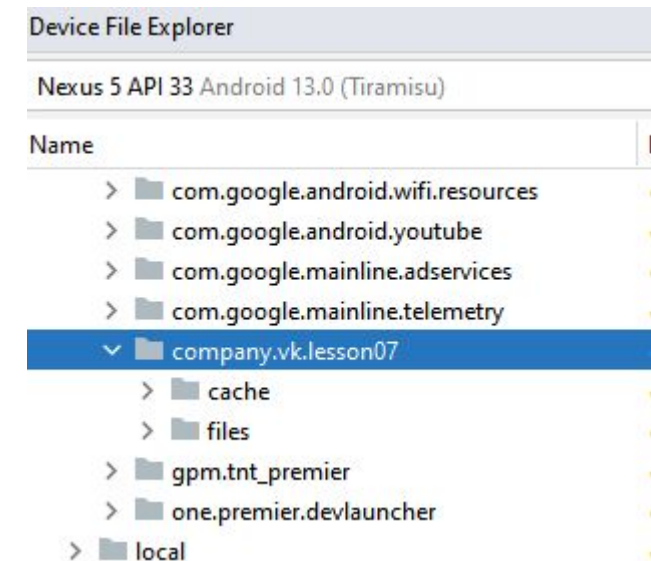 Device File Explorer
Nexus 5 API 33 Android 13.0 (Tiramisu)
Name
com.google.android.wifi.resources
com.google.android.youtube
com.google.mainline.adservices
com.google.mainline.telemetry
company.vk.lesson07
cache
files
gpm.tnt_premier
one.premier.devlauncher
local